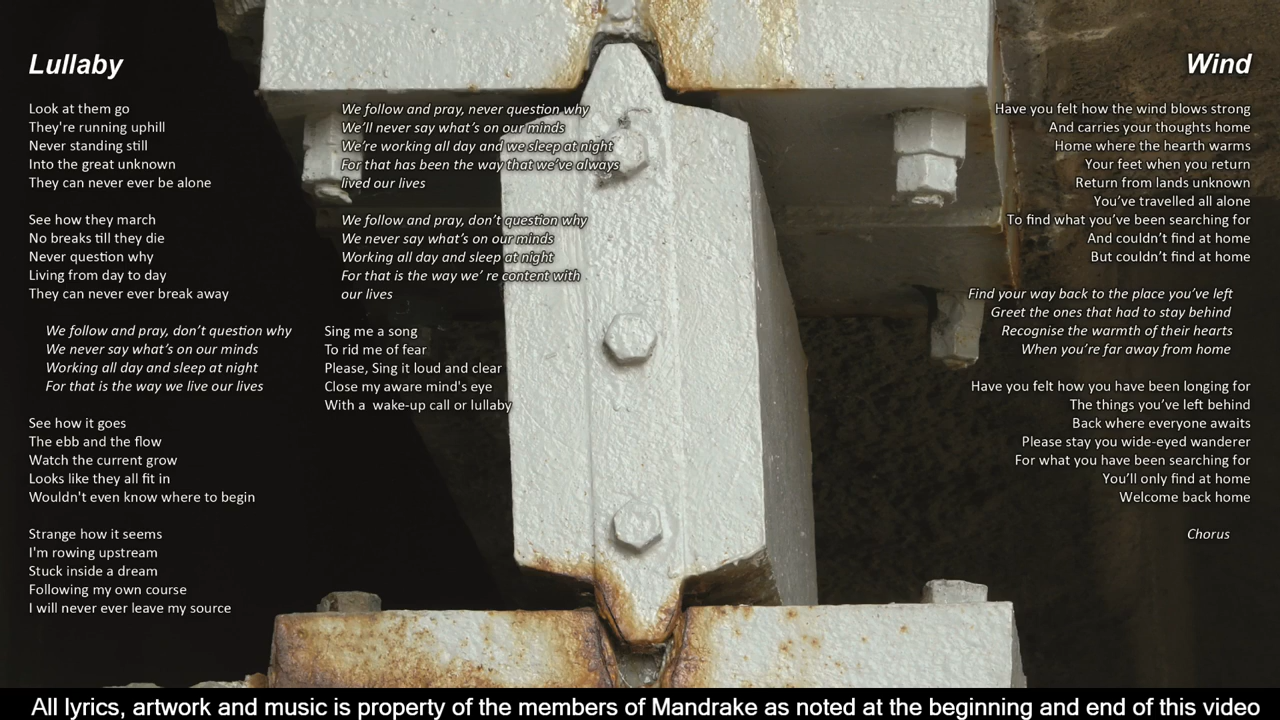 Lullaby
Look at them go
They're running uphill
Never standing still
Into the great unknown
They can never ever be alone
See how they march
No breaks till they die
Never question why
Living from day to day
They can never ever break away
We follow and pray, don't question why
We never say what's on our minds
Working all day and sleep at night
For that is the way we live our lives
See how it goes
The ebb and the flow
Watch the current grow
Looks like they all fit in
Wouldn't even know where to begin
Strange how it seems
I'm rowing upstream
Stuck inside a dream
Following my own course
I will never ever leave my source
We follow and pray, never question why
We'll never say what's on our minds
We're working all day and we sleep at night
For that has been the way that we've always
lived our lives
We follow and pray, don't question why
We never say what's on our minds
Working all day and sleep at night
For that is the way we' re content with
our lives
Sing me a song
To rid me of fear
Please, Sing it loud and clear
Close my aware mind's eye
With a  wake-up call or lullaby
Wind
Have you felt how the wind blows strong
And carries your thoughts home
Home where the hearth warms
Your feet when you return
Return from lands unknown
You've travelled all alone
To find what you've been searching for
And couldn't find at home
But couldn't find at home
Find your way back to the place you've left
Greet the ones that had to stay behind
Recognise the warmth of their hearts
When you're far away from home
Have you felt how you have been longing for
The things you've left behind
Back where everyone awaits
Please stay you wide-eyed wanderer
For what you have been searching for
You'll only find at home
Welcome back home
Chorus
All lyrics, artwork and music is property of the members of Mandrake as noted at the beginning and end of this video